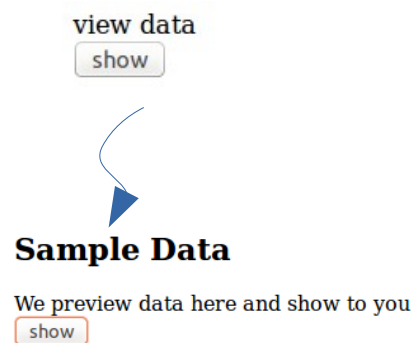 view data
show
Sample Data
We preview data here and show to you
show